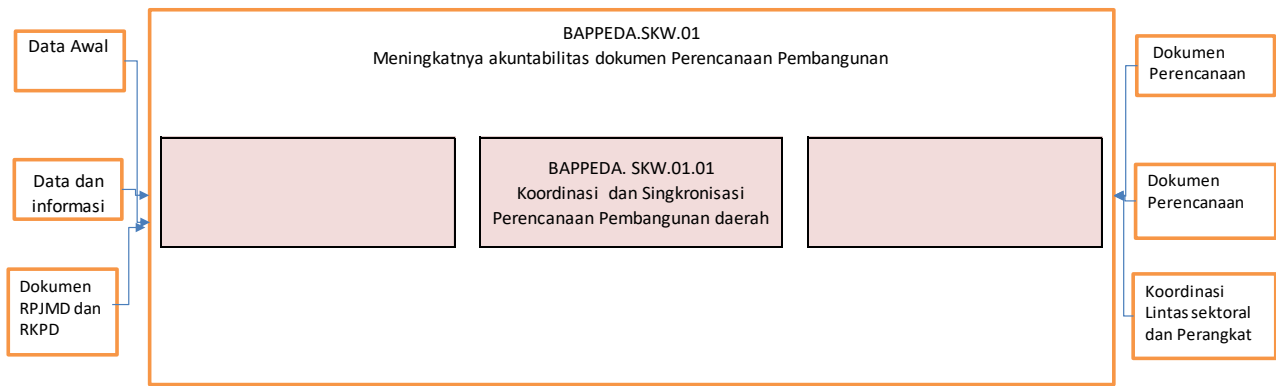 BAPPEDA.SKW.01
Meningkatnya akuntabilitas dokumen Perencanaan Pembangunan
Data Awal
Data dan
informasi
Dokumen
RPJMD dan
RKPD
BAPPEDA. SKW.01.01
Koordinasi dan Singkronisasi
Perencanaan Pembangunan daerah
Dokumen
Perencanaan
Dokumen
Perencanaan
Koordinasi
Lintas sektoral
dan Perangkat